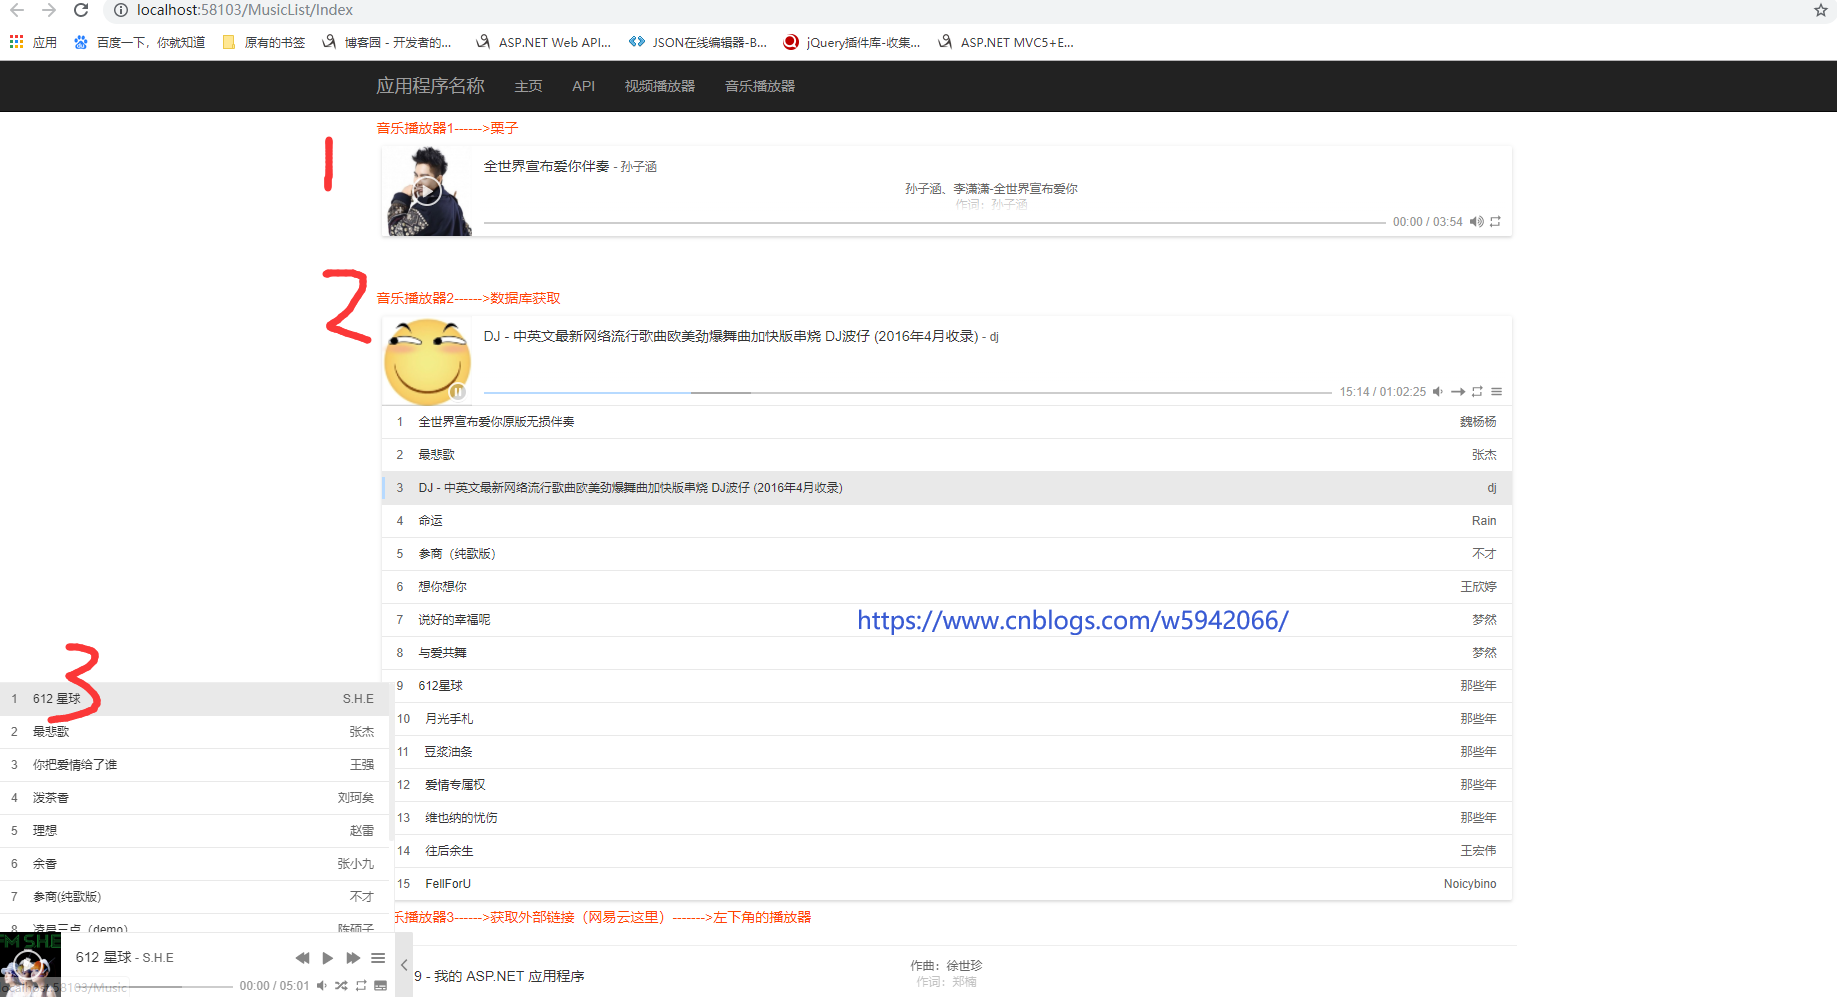 localhost:58103/MusicList/Index
应用 百度一下，你就知道 原有的书签 博客园 - 开发者的... ASP.NET Web API... JSON在线编辑器-B... jQuery插件库-收集... ASP.NET MVC5+E...
应用程序名称 主页 API 视频播放器 音乐播放器
音乐播放器1------>栗子
1
全世界宣布爱你伴奏 - 孙子涵
孙子涵、李潇潇-全世界宣布爱你
作词：孙子涵
00:00 / 03:54
2
音乐播放器2------>数据库获取
DJ - 中英文最新网络流行歌曲欧美劲爆舞曲加快版串烧 DJ波仔 (2016年4月收录) - dj
15:14 / 01:02:25
1 全世界宣布爱你原版无损伴奏 魏杨杨
2 最悲歌 张杰
3 DJ - 中英文最新网络流行歌曲欧美劲爆舞曲加快版串烧 DJ波仔 (2016年4月收录) dj
4 命运 Rain
5 参商（纯歌版） 不才
6 想你想你 王欣婷
7 说好的幸福呢 梦然
https://www.cnblogs.com/w5942066/
8 与爱共舞 梦然
9 612星球 那些年
10 月光手札 那些年
11 豆浆油条 那些年
12 爱情专属权 那些年
13 维也纳的忧伤 那些年
14 往后余生 王宏伟
15 FellForU Noicybino
乐播放器3------>获取外部链接（网易云这里）------->左下角的播放器
3
1 612 星球 S.H.E
2 最悲歌 张杰
3 你把爱情给了谁 王强
4 泼茶香 刘珂矣
5 理想 赵雷
6 余香 张小九
7 参商(纯歌版) 不才
8 凌晨三点（demo） 陈硕子
612 星球 - S.H.E
00:00 / 05:01
localhost:58103/Music
9 - 我的 ASP.NET 应用程序
作曲：徐世珍
作词：郑楠